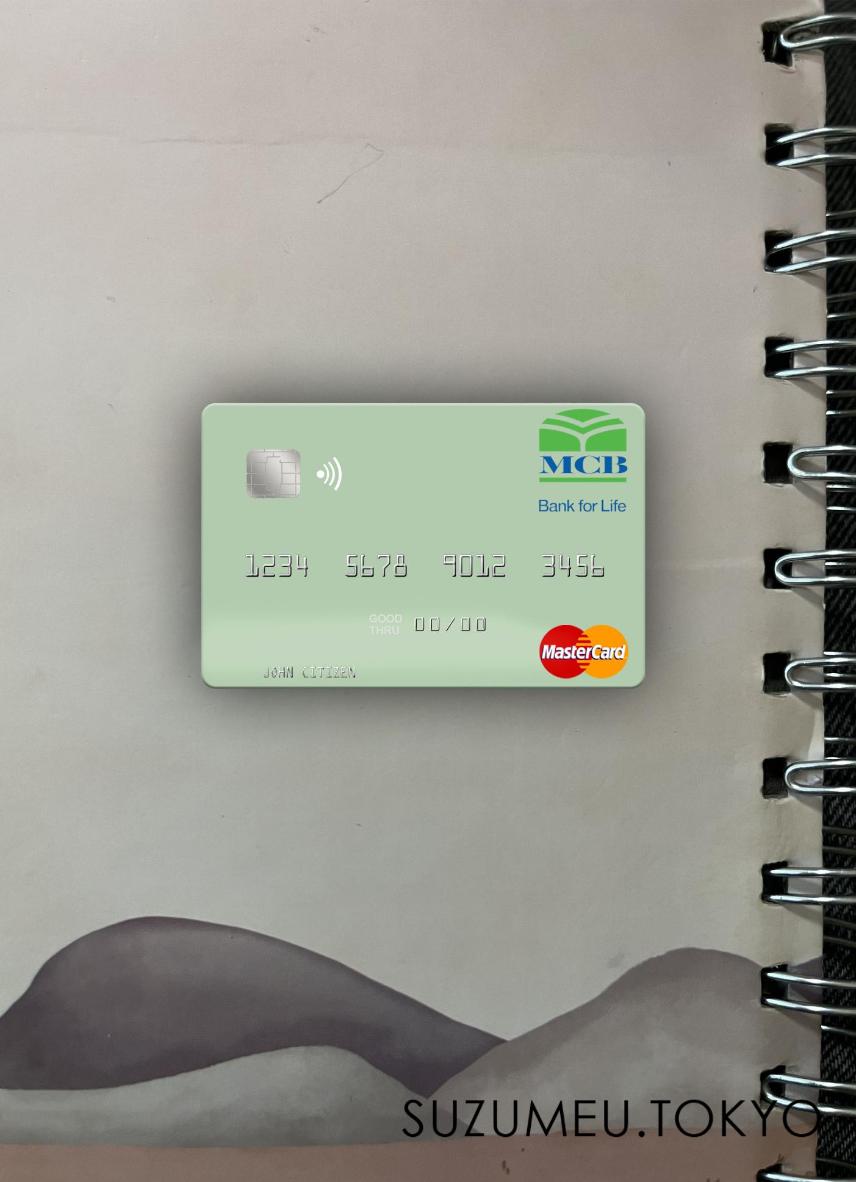 MCB
Bank for Life
1234 5678 9012 3456
GOOD
THRU 00/00
MasterCard
JOHN CITIZEN
SUZUMEU.TOKYO